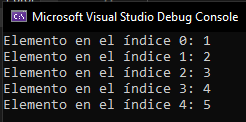 Microsoft Visual Studio Debug Console
Elemento en el índice 0: 1
Elemento en el índice 1: 2
Elemento en el índice 2: 3
Elemento en el índice 3: 4
Elemento en el índice 4: 5